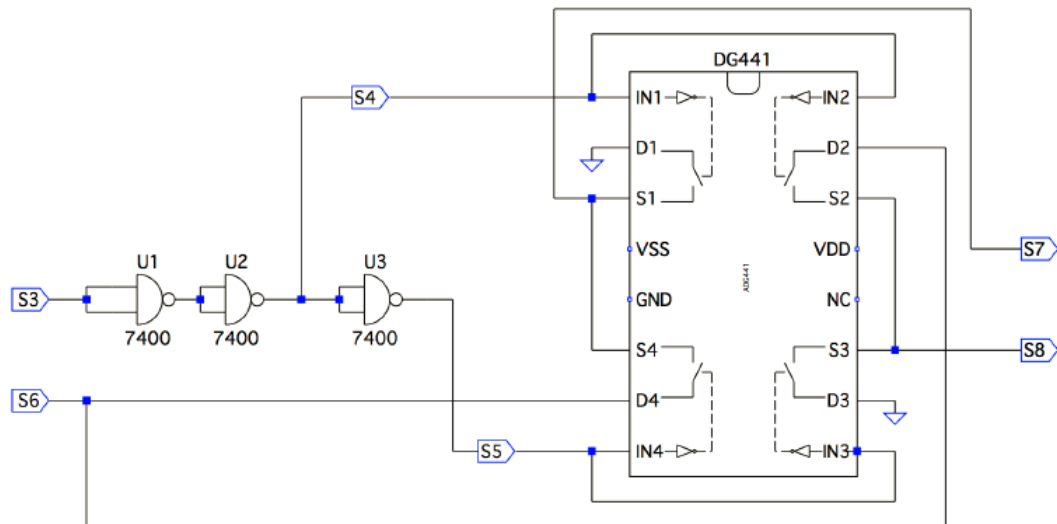 DG441
S4
IN1
IN2
D1
D2
S1
S2
VSS
VDD
S7
U1
U2
U3
ADG441
S3
GND
NC
7400
7400
7400
S4
S3
S8
S6
D4
D3
S5
IN4
IN3